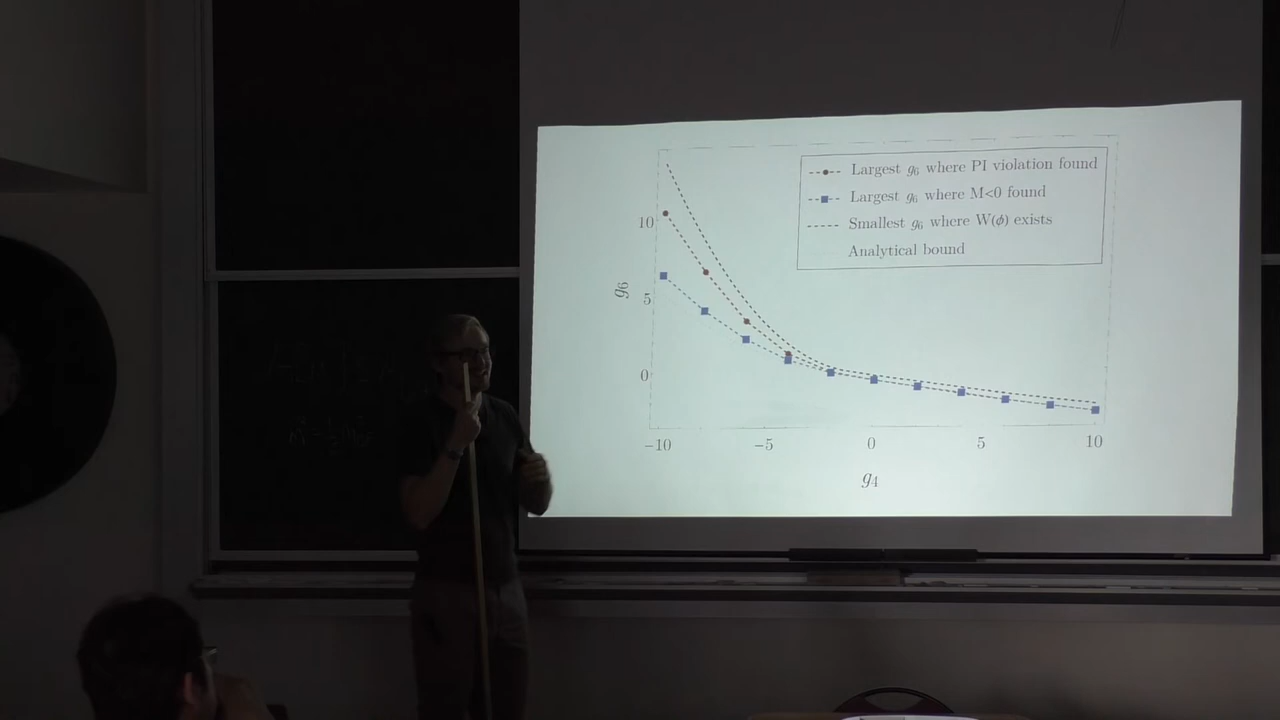 Largest g₆ where PI violation found
Largest g₆ where M<0 found
Smallest g₆ where W(ϕ) exists
Analytical bound
10
5
0
g₆
−10
−5
0
5
10
g₄